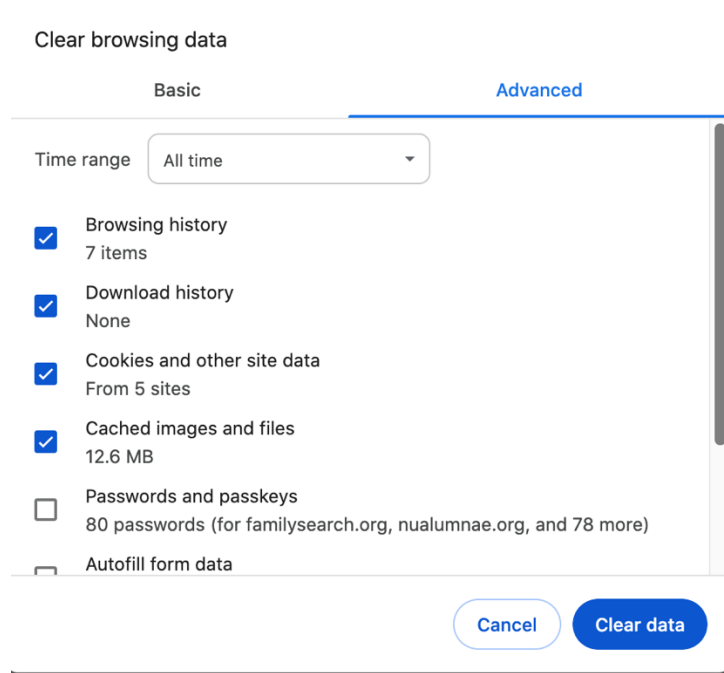 Clear browsing data
Basic
Advanced
Time range
All time
Browsing history
7 items
Download history
None
Cookies and other site data
From 5 sites
Cached images and files
12.6 MB
Passwords and passkeys
80 passwords (for familysearch.org, nualumnae.org, and 78 more)
Autofill form data
Cancel
Clear data